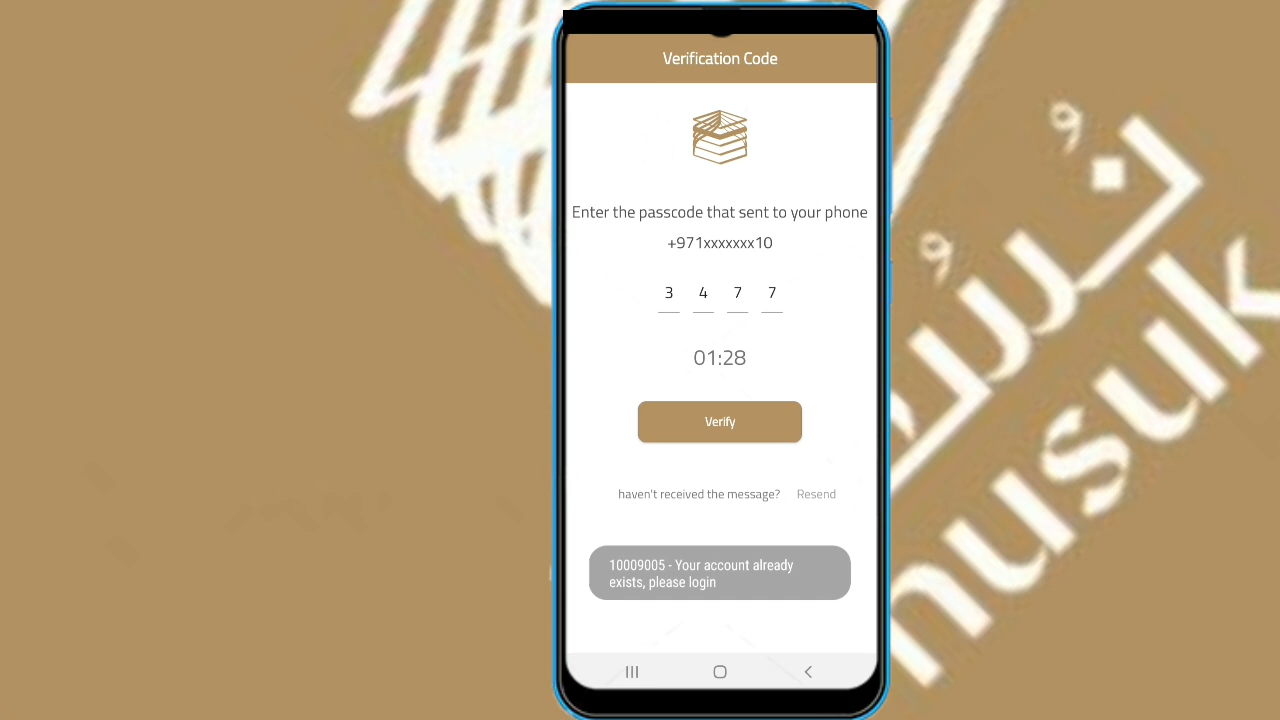 Verification Code
Enter the passcode that sent to your phone
+971xxxxxxx10
3 4 7 7
01:28
Verify
haven't received the message? Resend
10009005 - Your account already
exists, please login
نُسُك
nusuk